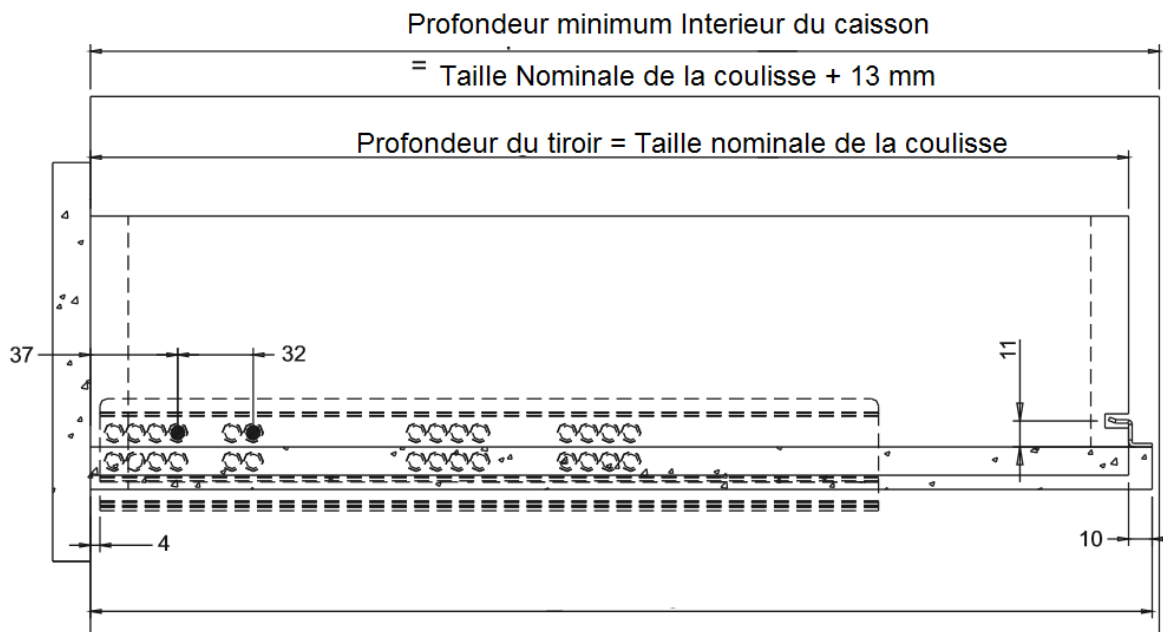 Profondeur minimum Interieur du caisson
= Taille Nominale de la coulisse + 13 mm
Profondeur du tiroir = Taille nominale de la coulisse
37
32
11
4
10